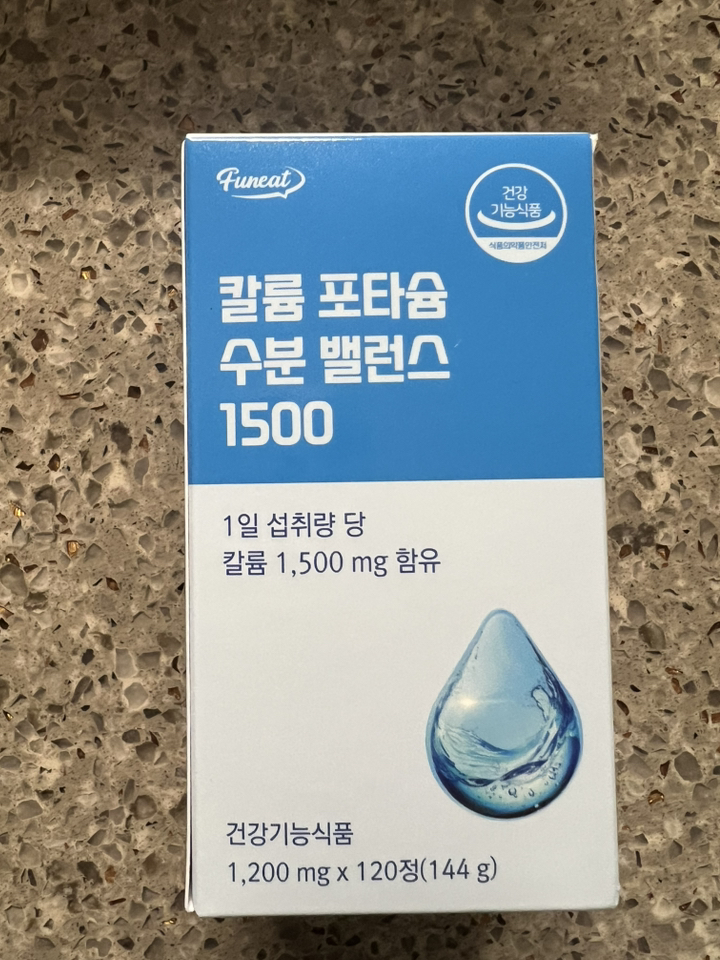 Funeat
건강
기능식품
식품의약품안전처
칼륨 포타슘
수분 밸런스
1500
1일 섭취량 당
칼륨 1,500 mg 함유
건강기능식품
1,200 mg x 120정(144 g)